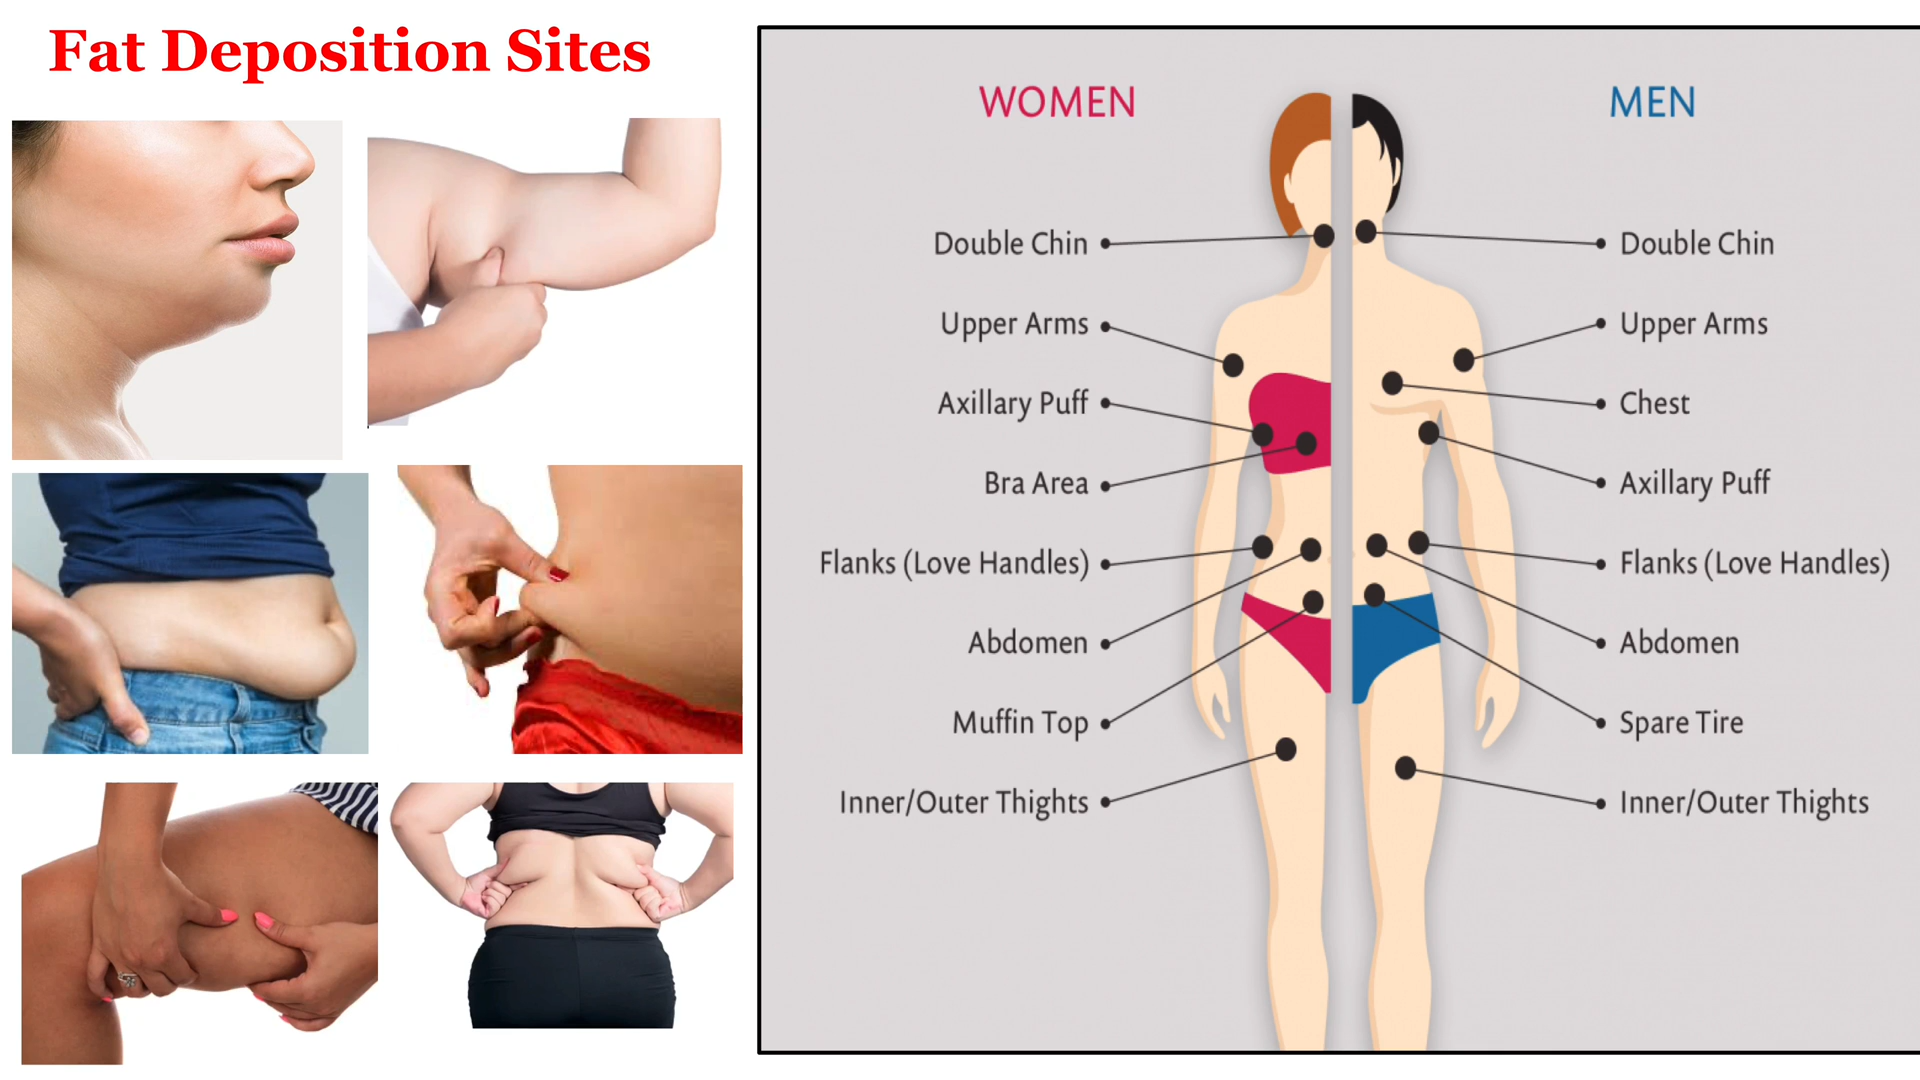 Fat Deposition Sites
WOMEN
Double Chin
Upper Arms
Axillary Puff
Bra Area
Flanks (Love Handles)
Abdomen
Muffin Top
Inner/Outer Thights
MEN
Double Chin
Upper Arms
Chest
Axillary Puff
Flanks (Love Handles)
Abdomen
Spare Tire
Inner/Outer Thights